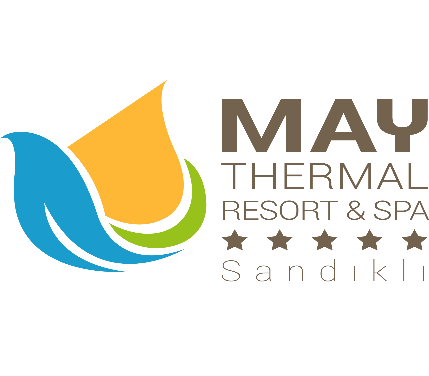 MAY
THERMAL
RESORT & SPA
Sandıklı